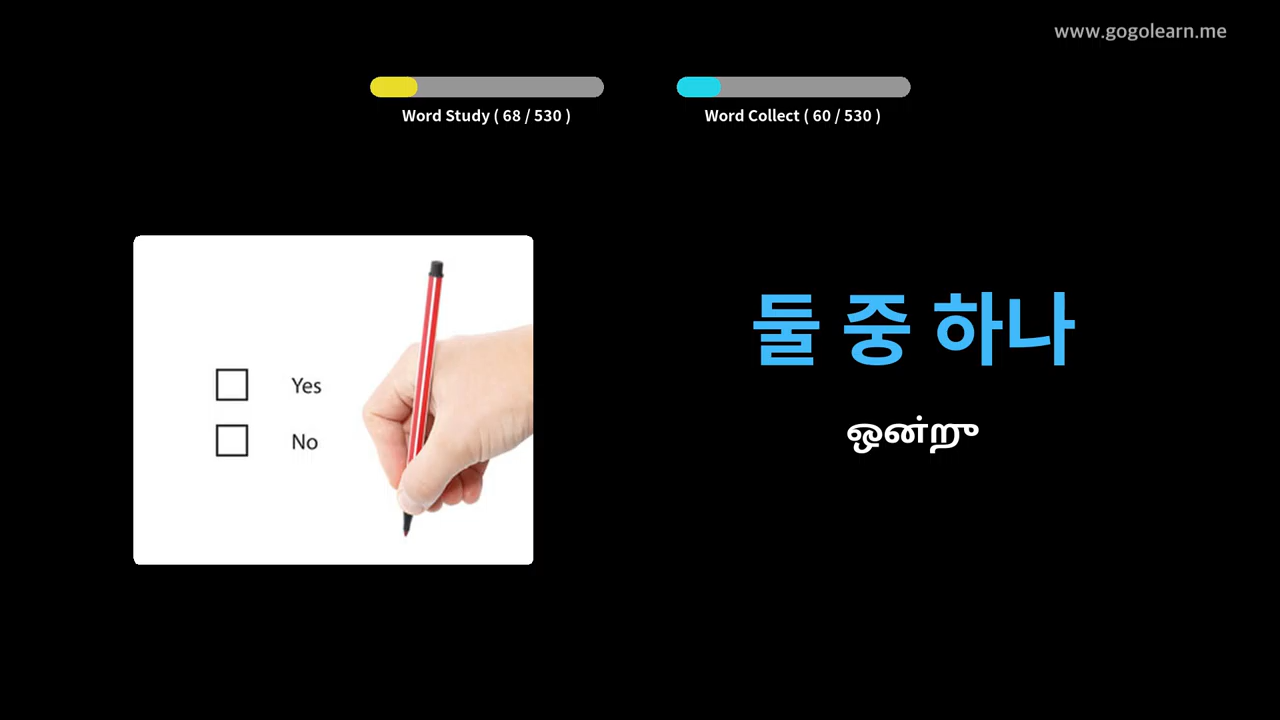 www.gogolearn.me
Word Study ( 68 / 530 )
Word Collect ( 60 / 530 )
Yes
No
둘 중 하나
ஒன்று